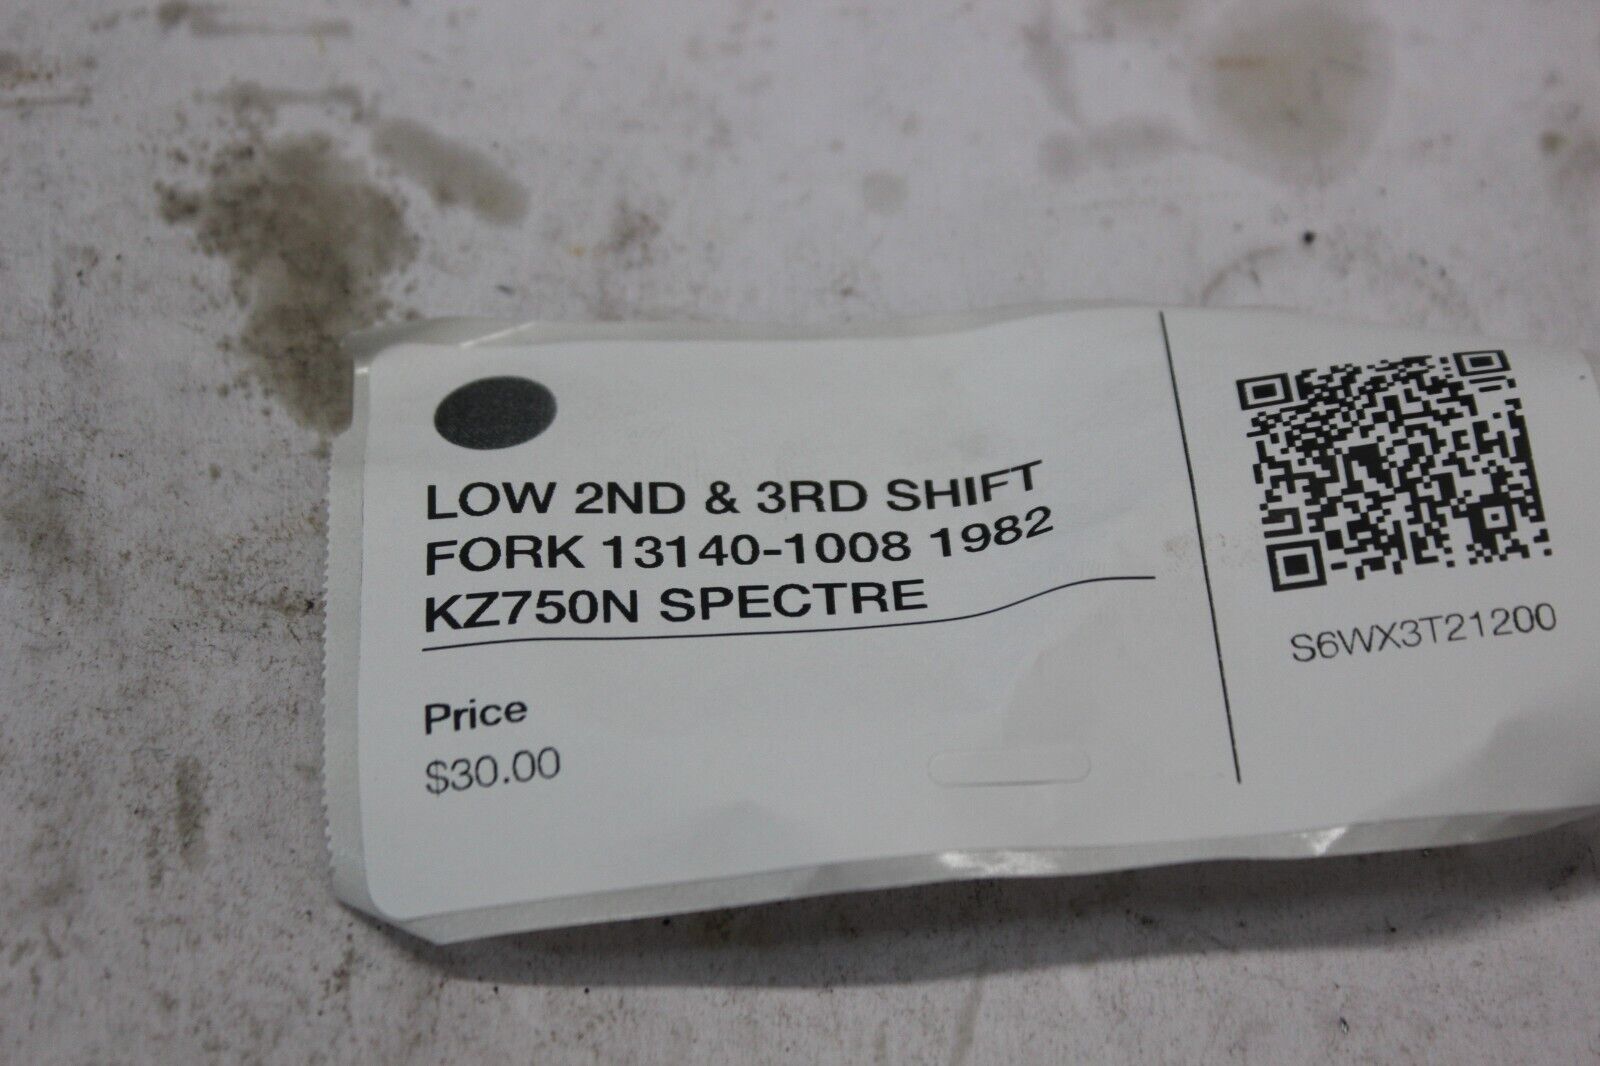 LOW 2ND & 3RD SHIFT
FORK 13140-1008 1982
KZ750N SPECTRE
Price
$30.00
S6WX3T21200